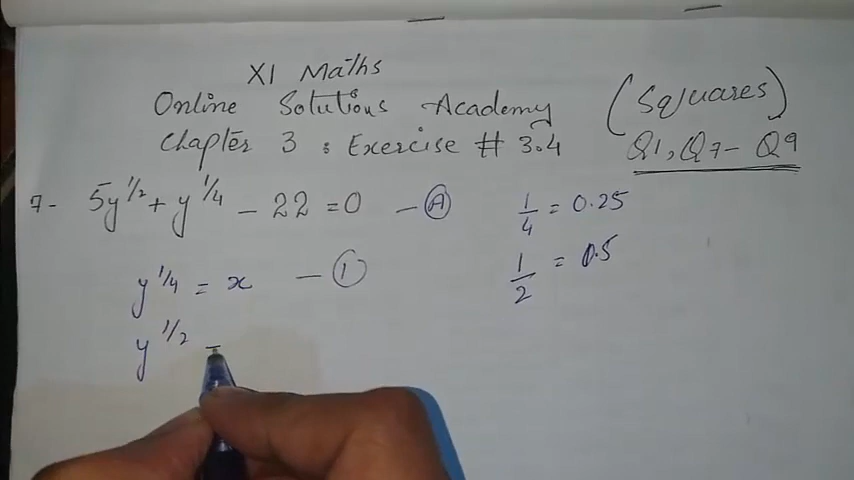 XI Maths
Online Solutions Academy
Chapter 3 : Exercise # 3.4
(Squares)
Q1, Q7 - Q9
7- 5y^1/2 + y^1/4 - 22 = 0 - Ⓐ
y^1/4 = x - ①
y^1/2 =
1/4 = 0.25
1/2 = 0.5